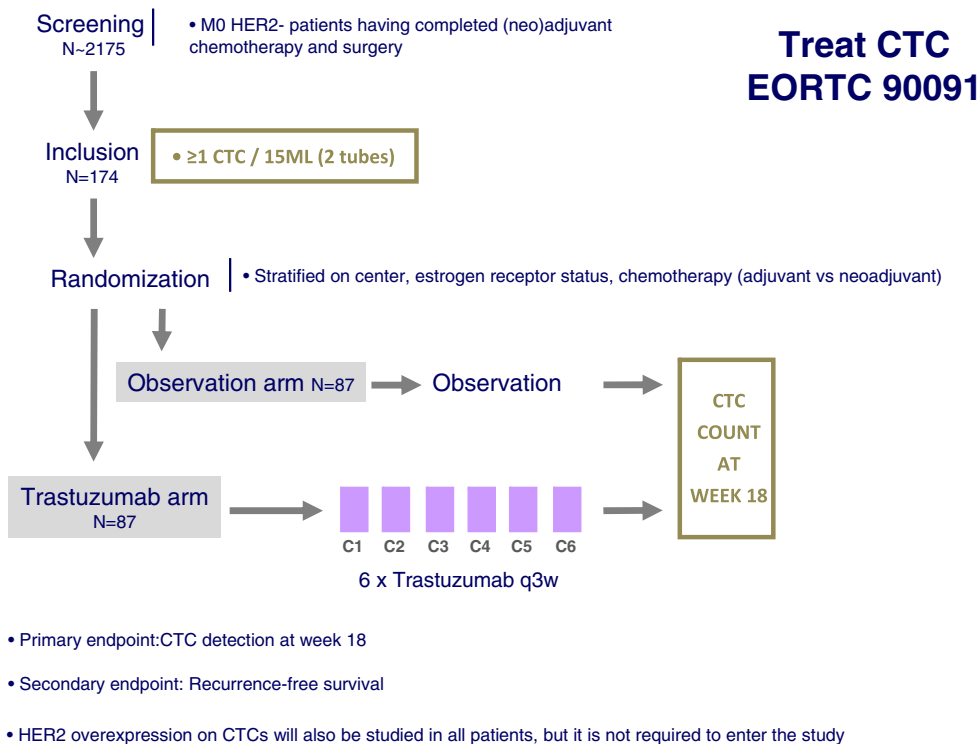 Treat CTC
EORTC 90091
Screening
N~2175
• M0 HER2- patients having completed (neo)adjuvant
chemotherapy and surgery
Inclusion
N=174
• ≥1 CTC / 15ML (2 tubes)
Randomization
• Stratified on center, estrogen receptor status, chemotherapy (adjuvant vs neoadjuvant)
Observation arm N=87
Observation
CTC
COUNT
AT
WEEK 18
Trastuzumab arm
N=87
C1 C2 C3 C4 C5 C6
6 x Trastuzumab q3w
• Primary endpoint:CTC detection at week 18
• Secondary endpoint: Recurrence-free survival
• HER2 overexpression on CTCs will also be studied in all patients, but it is not required to enter the study